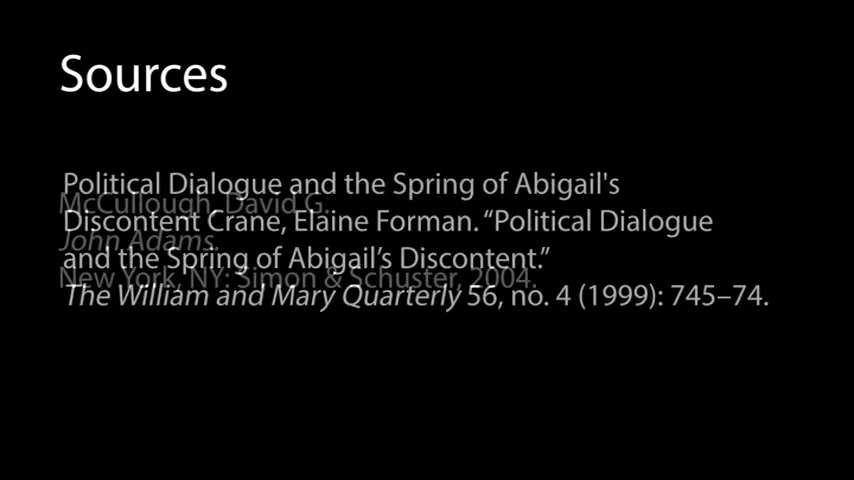 Sources
Political Dialogue and the Spring of Abigail's
McCullough, David G.
Discontent Crane, Elaine Forman. “Political Dialogue
John Adams.
and the Spring of Abigail’s Discontent.”
New York, NY: Simon & Schuster, 2004.
The William and Mary Quarterly 56, no. 4 (1999): 745–74.